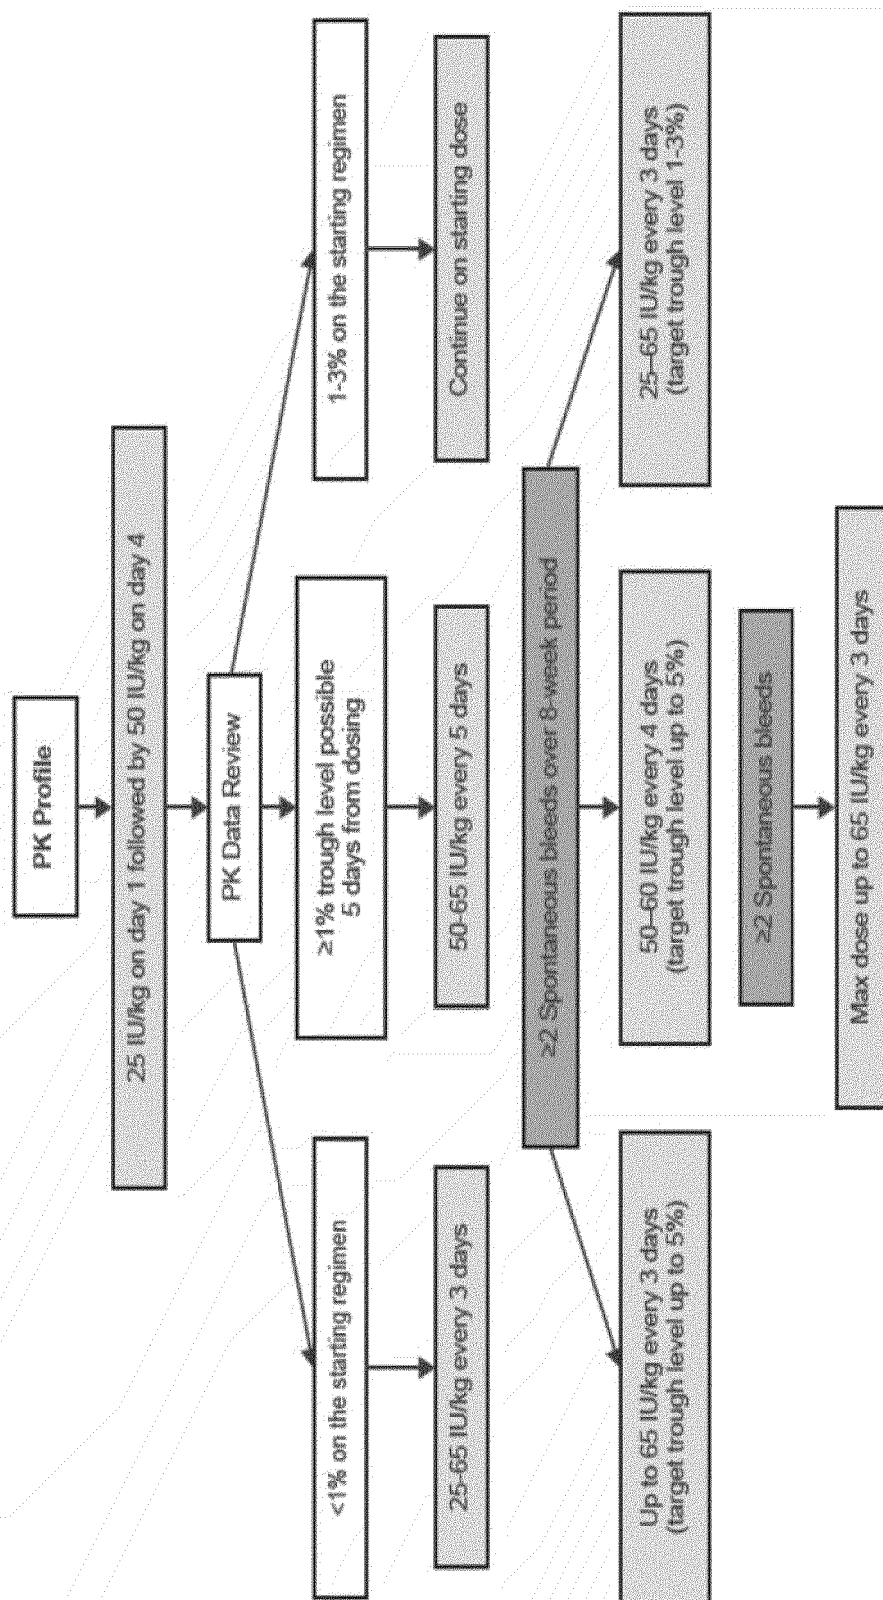 PK Profile
25 IU/kg on day 1 followed by 50 IU/kg on day 4
PK Data Review
<1% on the starting regimen
≥1% trough level possible
5 days from dosing
1-3% on the starting regimen
25-65 IU/kg every 3 days
50-65 IU/kg every 5 days
Continue on starting dose
≥2 Spontaneous bleeds over 8-week period
Up to 65 IU/kg every 3 days
(target trough level up to 5%)
50–60 IU/kg every 4 days
(target trough level up to 5%)
25–65 IU/kg every 3 days
(target trough level 1-3%)
≥2 Spontaneous bleeds
Max dose up to 65 IU/kg every 3 days